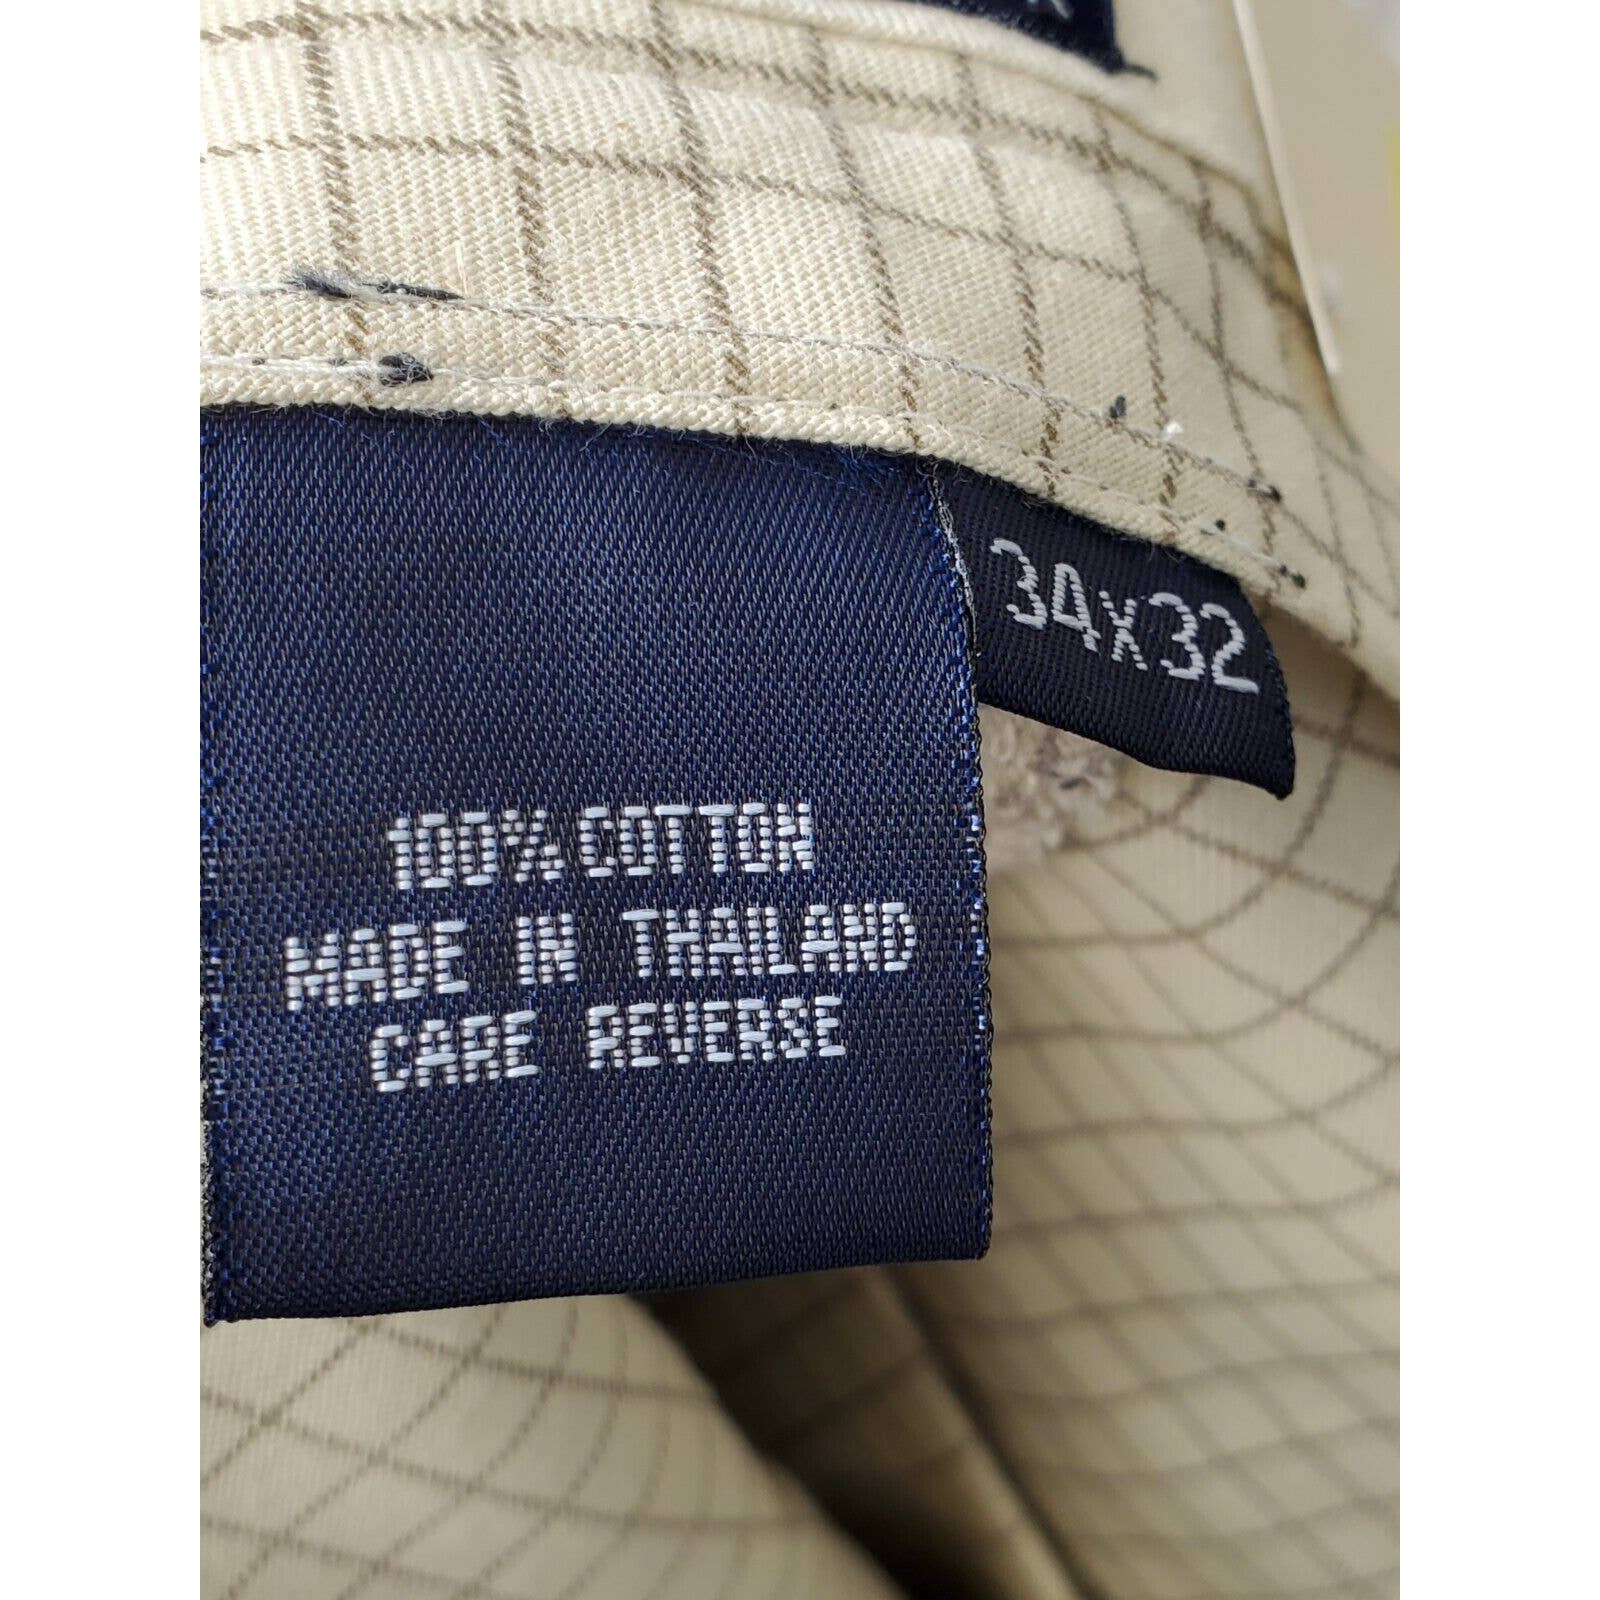 34X32
100% COTTON
MADE IN THAILAND
CARE REVERSE